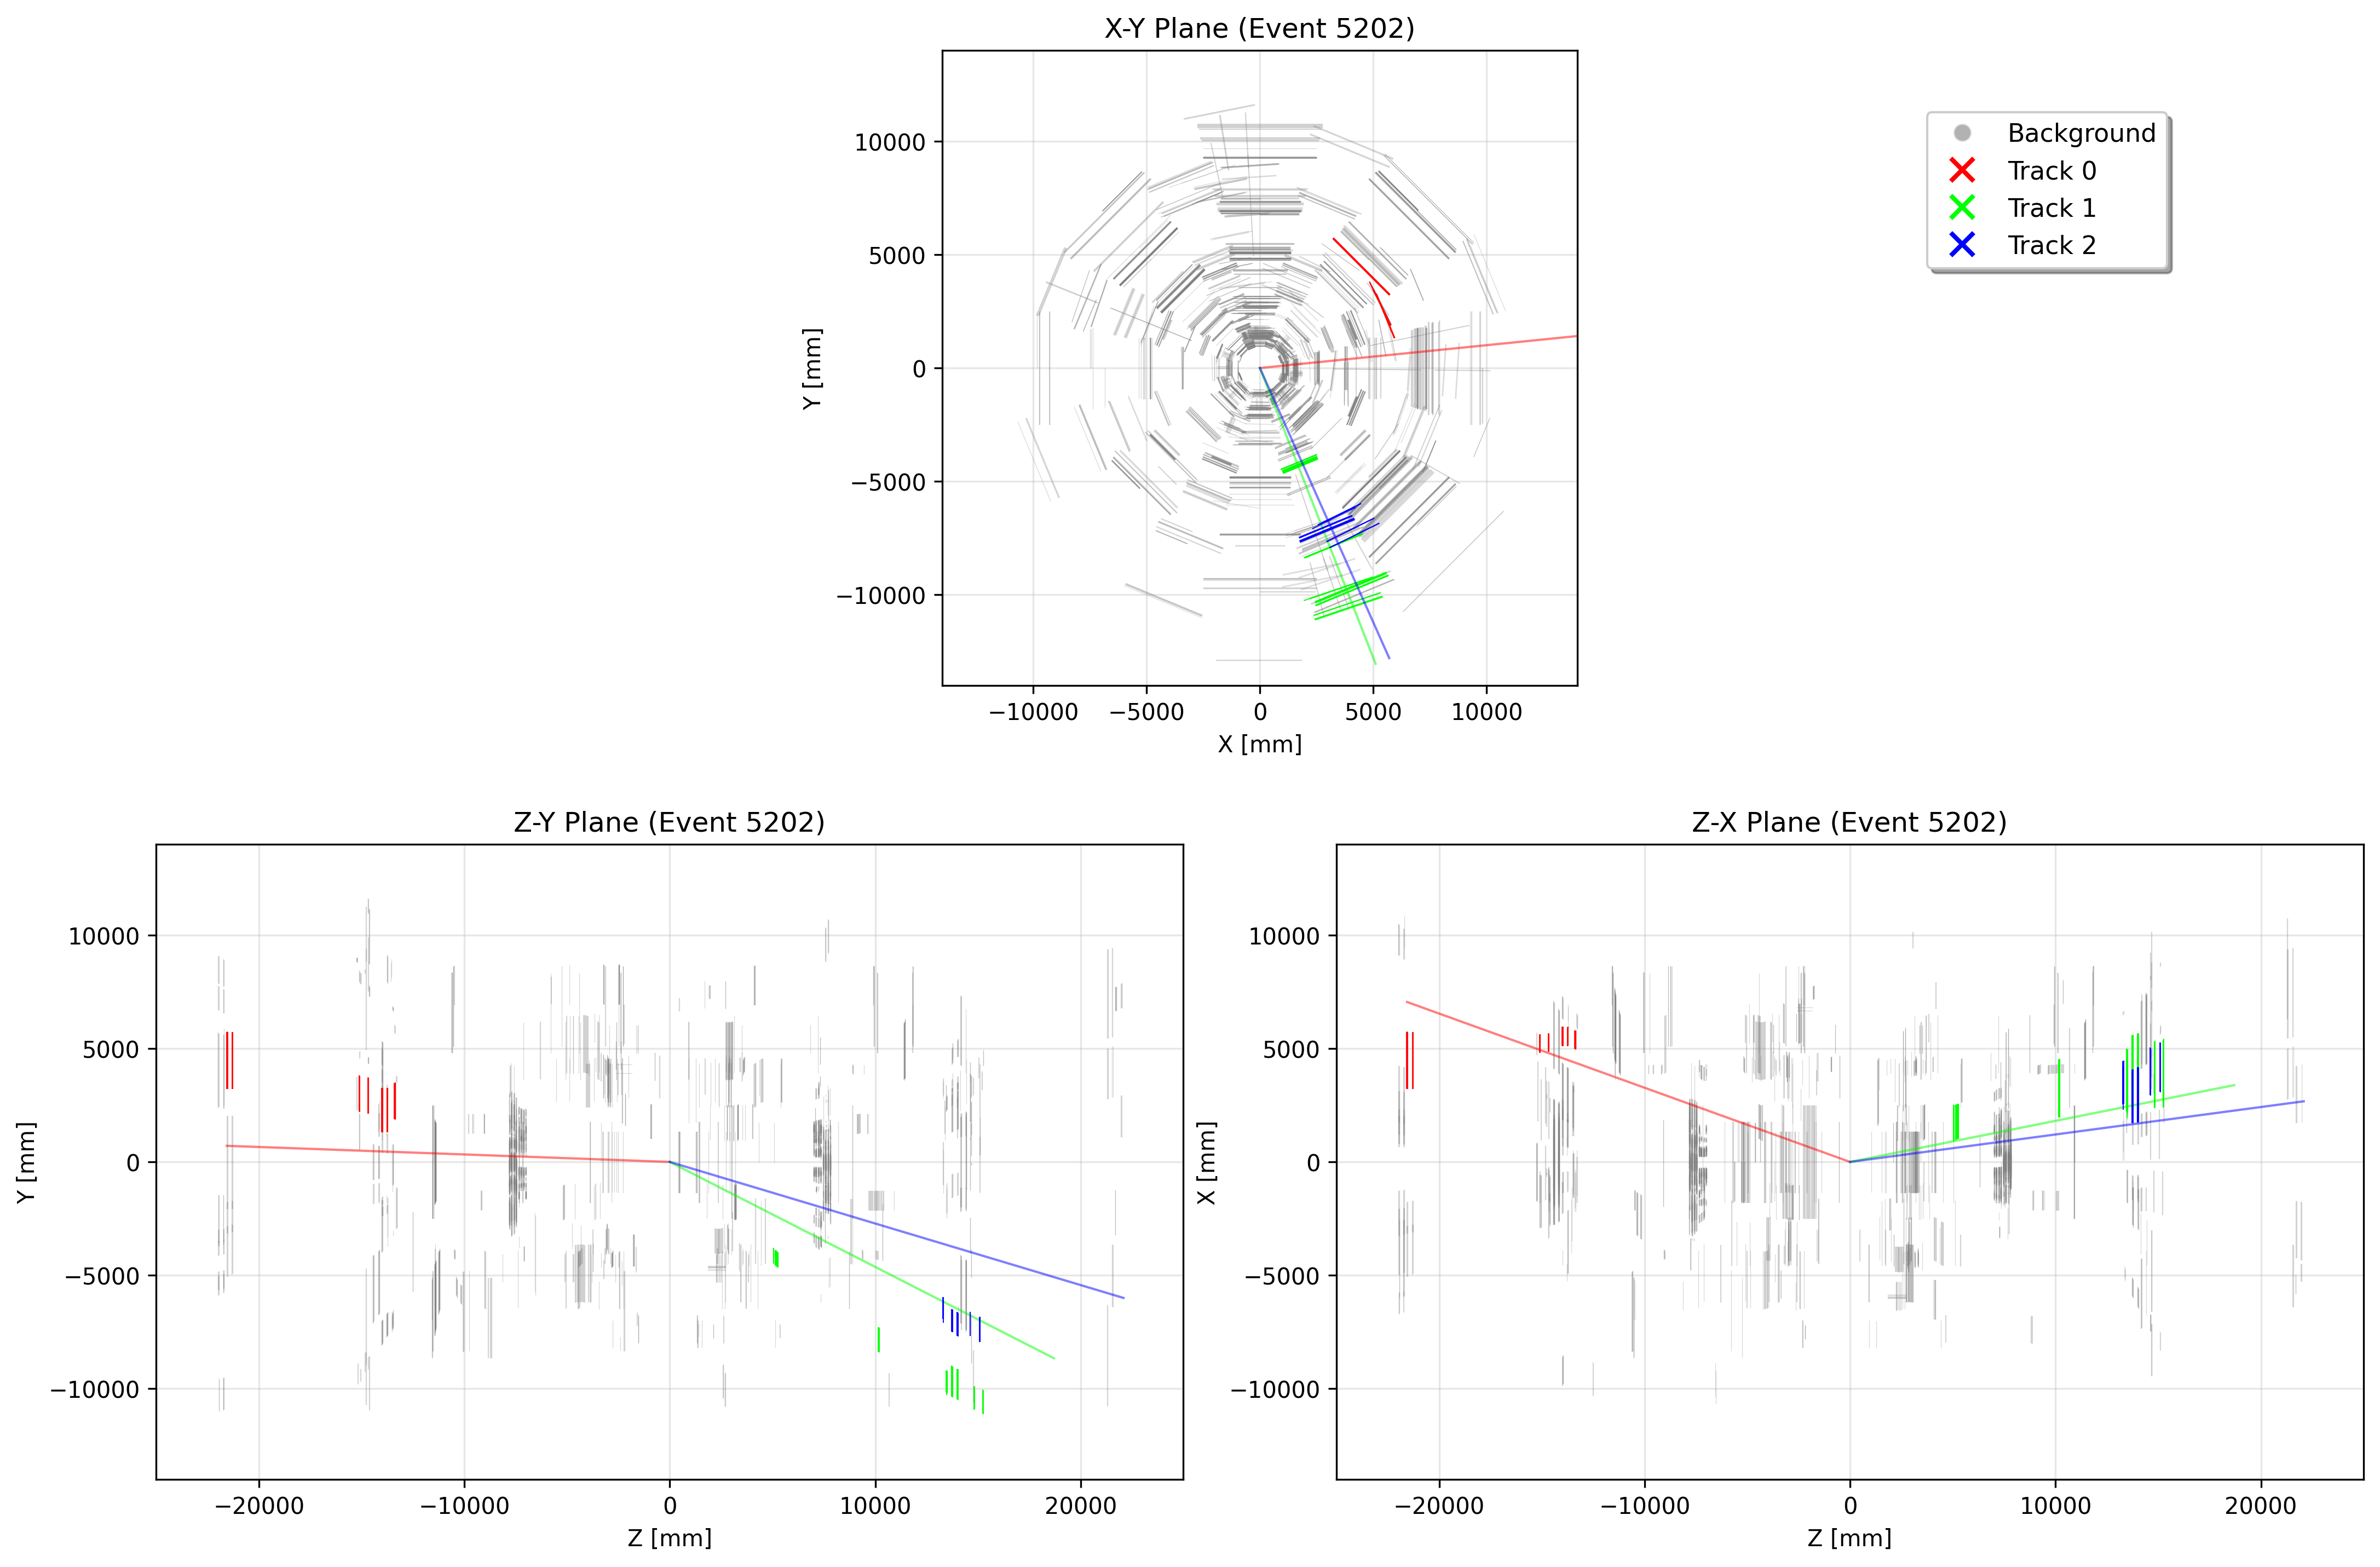 X-Y Plane (Event 5202)
10000
5000
0
−5000
−10000
Y [mm]
−10000 −5000 0 5000 10000
X [mm]
Background
Track 0
Track 1
Track 2
Z-Y Plane (Event 5202)
10000
5000
0
−5000
−10000
Y [mm]
−20000 −10000 0 10000 20000
Z [mm]
Z-X Plane (Event 5202)
10000
5000
0
−5000
−10000
X [mm]
−20000 −10000 0 10000 20000
Z [mm]